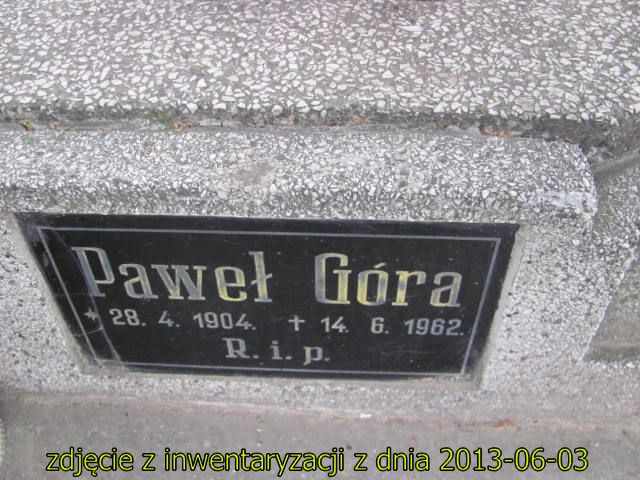 Paweł Góra
* 28. 4. 1904. + 14. 6. 1962.
R. i. p.
zdjęcie z inwentaryzacji z dnia 2013-06-03